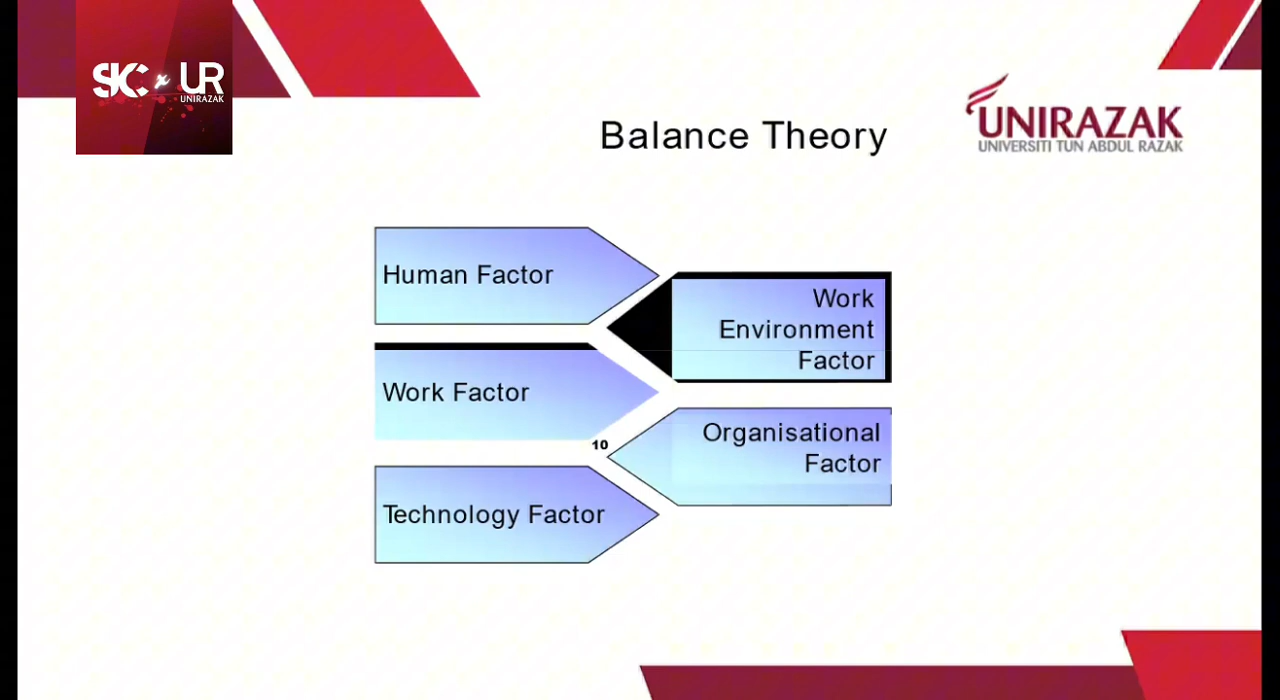 SIC x UR
UNIRAZAK
UNIRAZAK
UNIVERSITI TUN ABDUL RAZAK
Balance Theory
Human Factor
Work
Environment
Factor
Work Factor
10
Organisational
Factor
Technology Factor